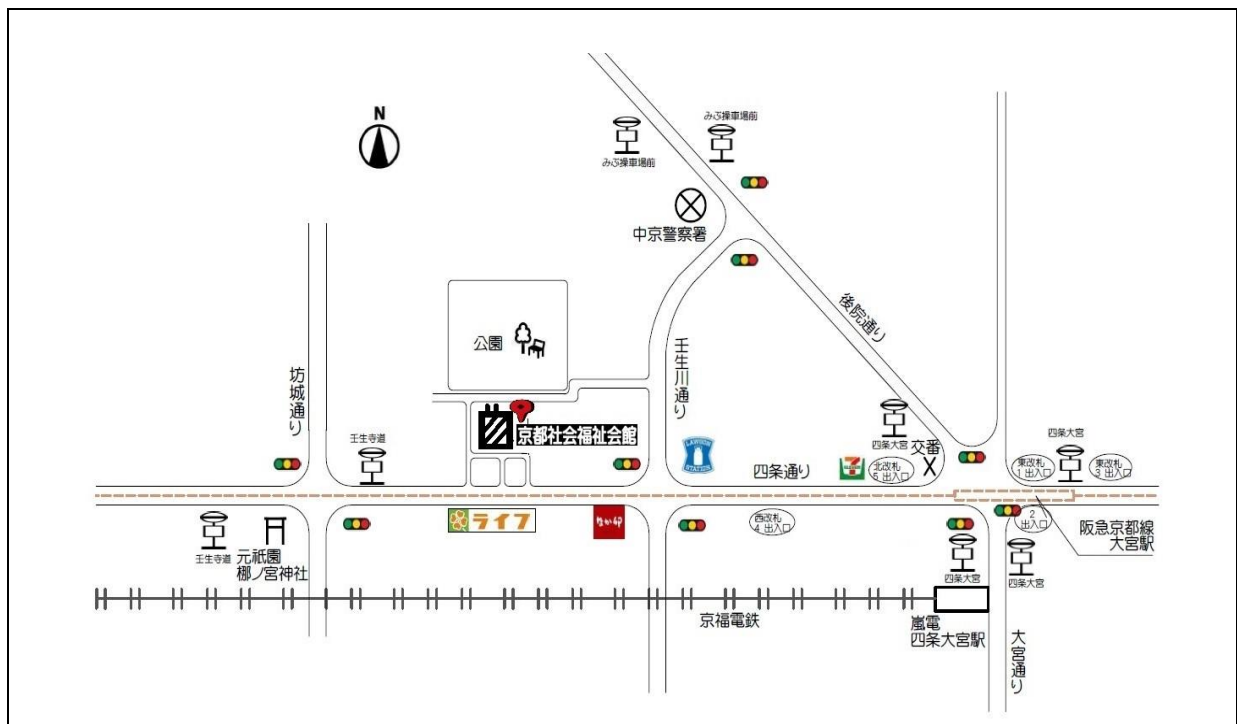 N
みぶ操車場前
みぶ操車場前
中京警察署
後院通り
公園
壬生川通り
坊城通り
京都社会福祉会館
壬生寺道
LAWSON
STATION
四条通り
7
ELEVEN
北改札
5 出入口
四条大宮
交番
東改札
1 出入口
四条大宮
東改札
3 出入口
壬生寺道
元祇園
梛ノ宮神社
ライフ
なか卯
西改札
4 出入口
2
出入口
阪急京都線
大宮駅
四条大宮
四条大宮
京福電鉄
嵐電
四条大宮駅
大宮通り